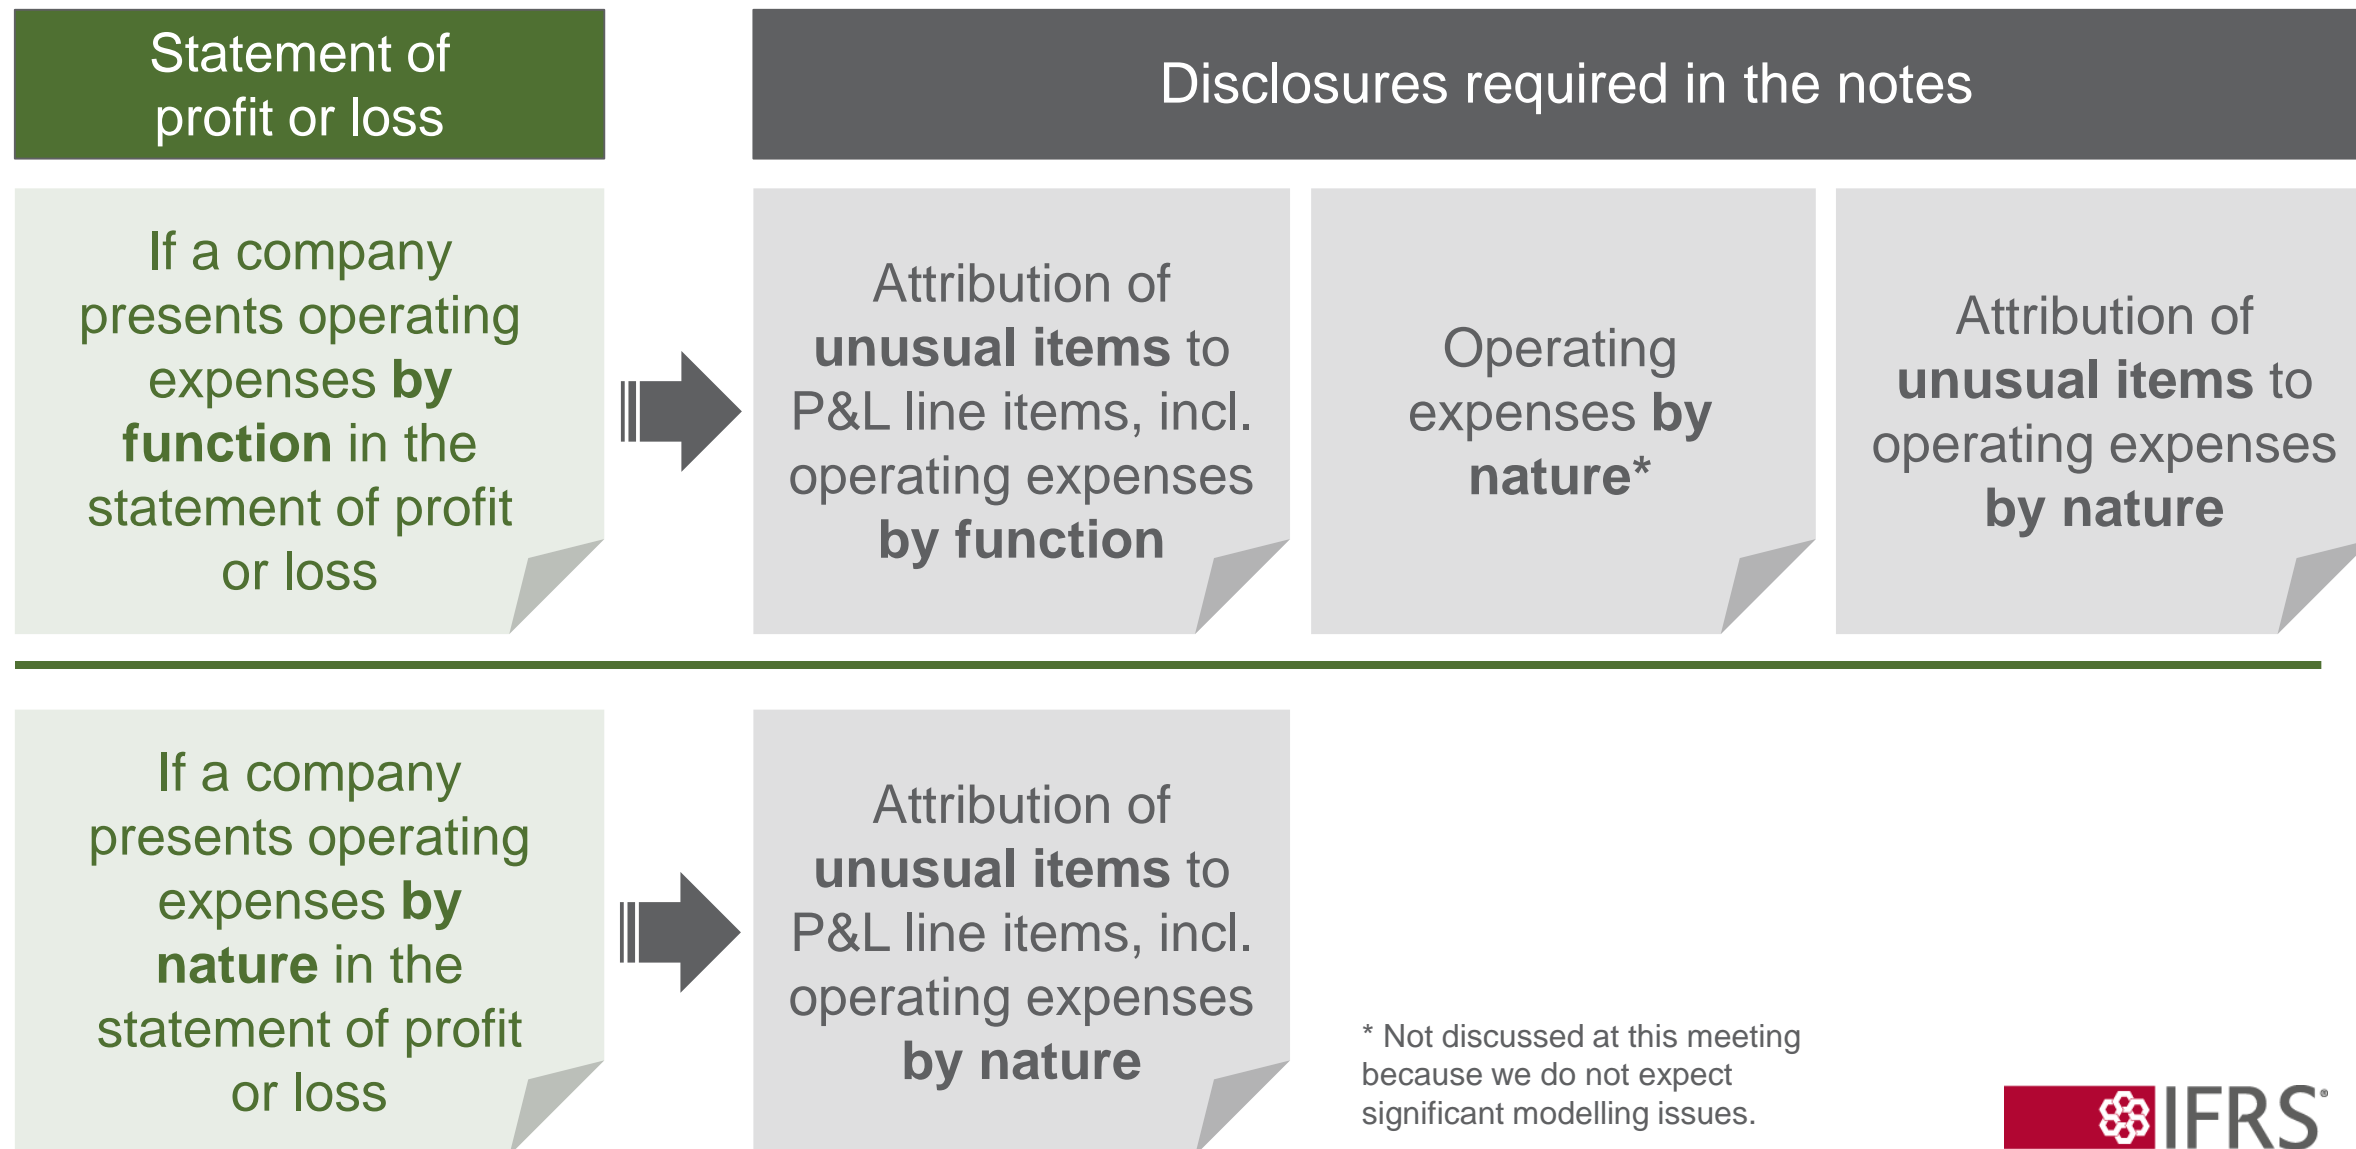 Statement of
profit or loss
Disclosures required in the notes
If a company
presents operating
expenses by
function in the
statement of profit
or loss
Attribution of
unusual items to
P&L line items, incl.
operating expenses
by function
Operating
expenses by
nature*
Attribution of
unusual items to
operating expenses
by nature
If a company
presents operating
expenses by
nature in the
statement of profit
or loss
Attribution of
unusual items to
P&L line items, incl.
operating expenses
by nature
* Not discussed at this meeting
because we do not expect
significant modelling issues.
IFRS®